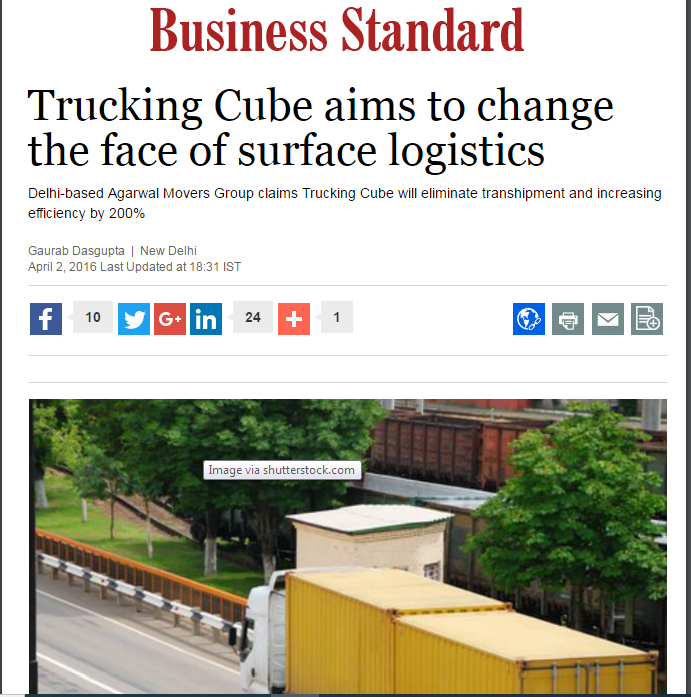 Business Standard
Trucking Cube aims to change
the face of surface logistics
Delhi-based Agarwal Movers Group claims Trucking Cube will eliminate transhipment and increasing
efficiency by 200%
Gaurab Dasgupta | New Delhi
April 2, 2016 Last Updated at 18:31 IST
f 10 G+ in 24 + 1
Image via shutterstock.com